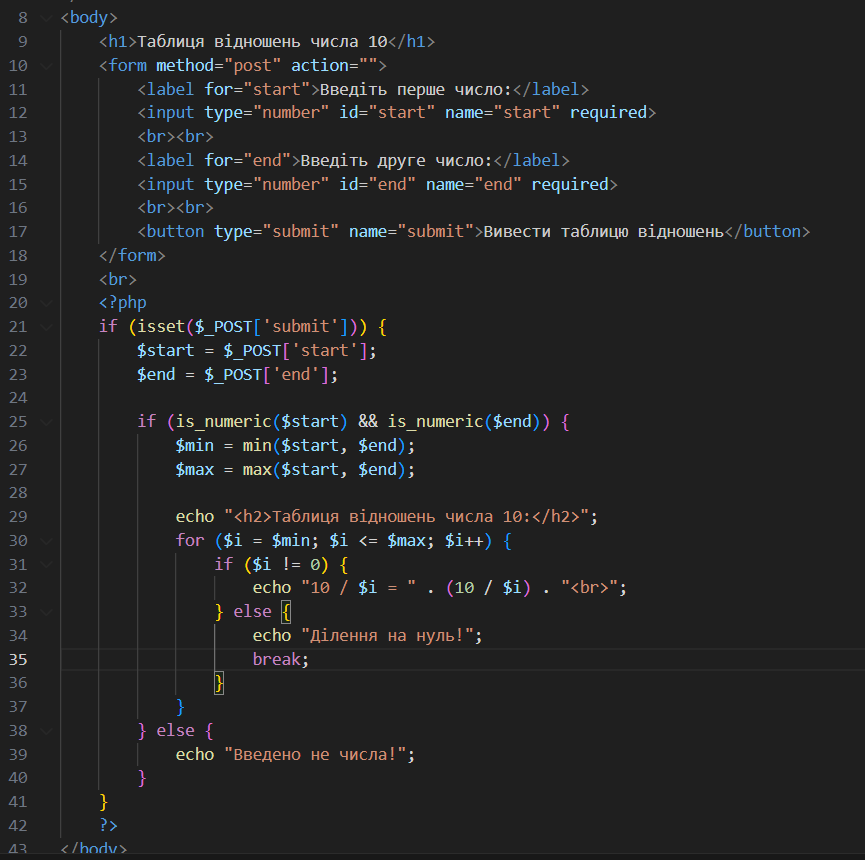 8 <body>
9 <h1>Таблиця відношень числа 10</h1>
10 <form method="post" action="">
11 <label for="start">Введіть перше число:</label>
12 <input type="number" id="start" name="start" required>
13 <br><br>
14 <label for="end">Введіть друге число:</label>
15 <input type="number" id="end" name="end" required>
16 <br><br>
17 <button type="submit" name="submit">Вивести таблицю відношень</button>
18 </form>
19 <br>
20 <?php
21 if (isset($_POST['submit'])) {
22 $start = $_POST['start'];
23 $end = $_POST['end'];
24
25 if (is_numeric($start) && is_numeric($end)) {
26 $min = min($start, $end);
27 $max = max($start, $end);
28
29 echo "<h2>Таблиця відношень числа 10:</h2>";
30 for ($i = $min; $i <= $max; $i++) {
31 if ($i != 0) {
32 echo "10 / $i = " . (10 / $i) . "<br>";
33 } else {
34 echo "Ділення на нуль!";
35 break;
36 }
37 }
38 } else {
39 echo "Введено не числа!";
40 }
41 }
42 ?>
43 </body>